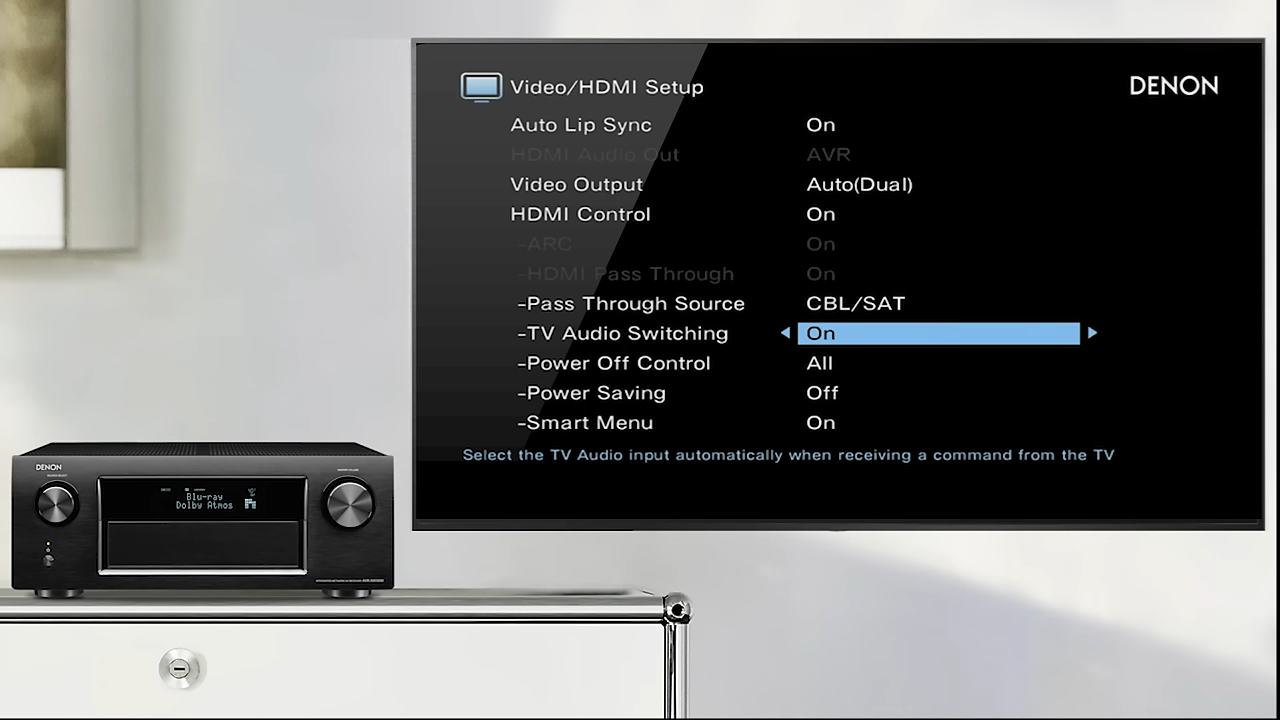 Video/HDMI Setup
DENON
Auto Lip Sync On
HDMI Audio Out AVR
Video Output Auto(Dual)
HDMI Control On
-ARC On
-HDMI Pass Through On
-Pass Through Source CBL/SAT
-TV Audio Switching On
-Power Off Control All
-Power Saving Off
-Smart Menu On
Select the TV Audio input automatically when receiving a command from the TV
DENON
Blu-ray
Dolby Atmos